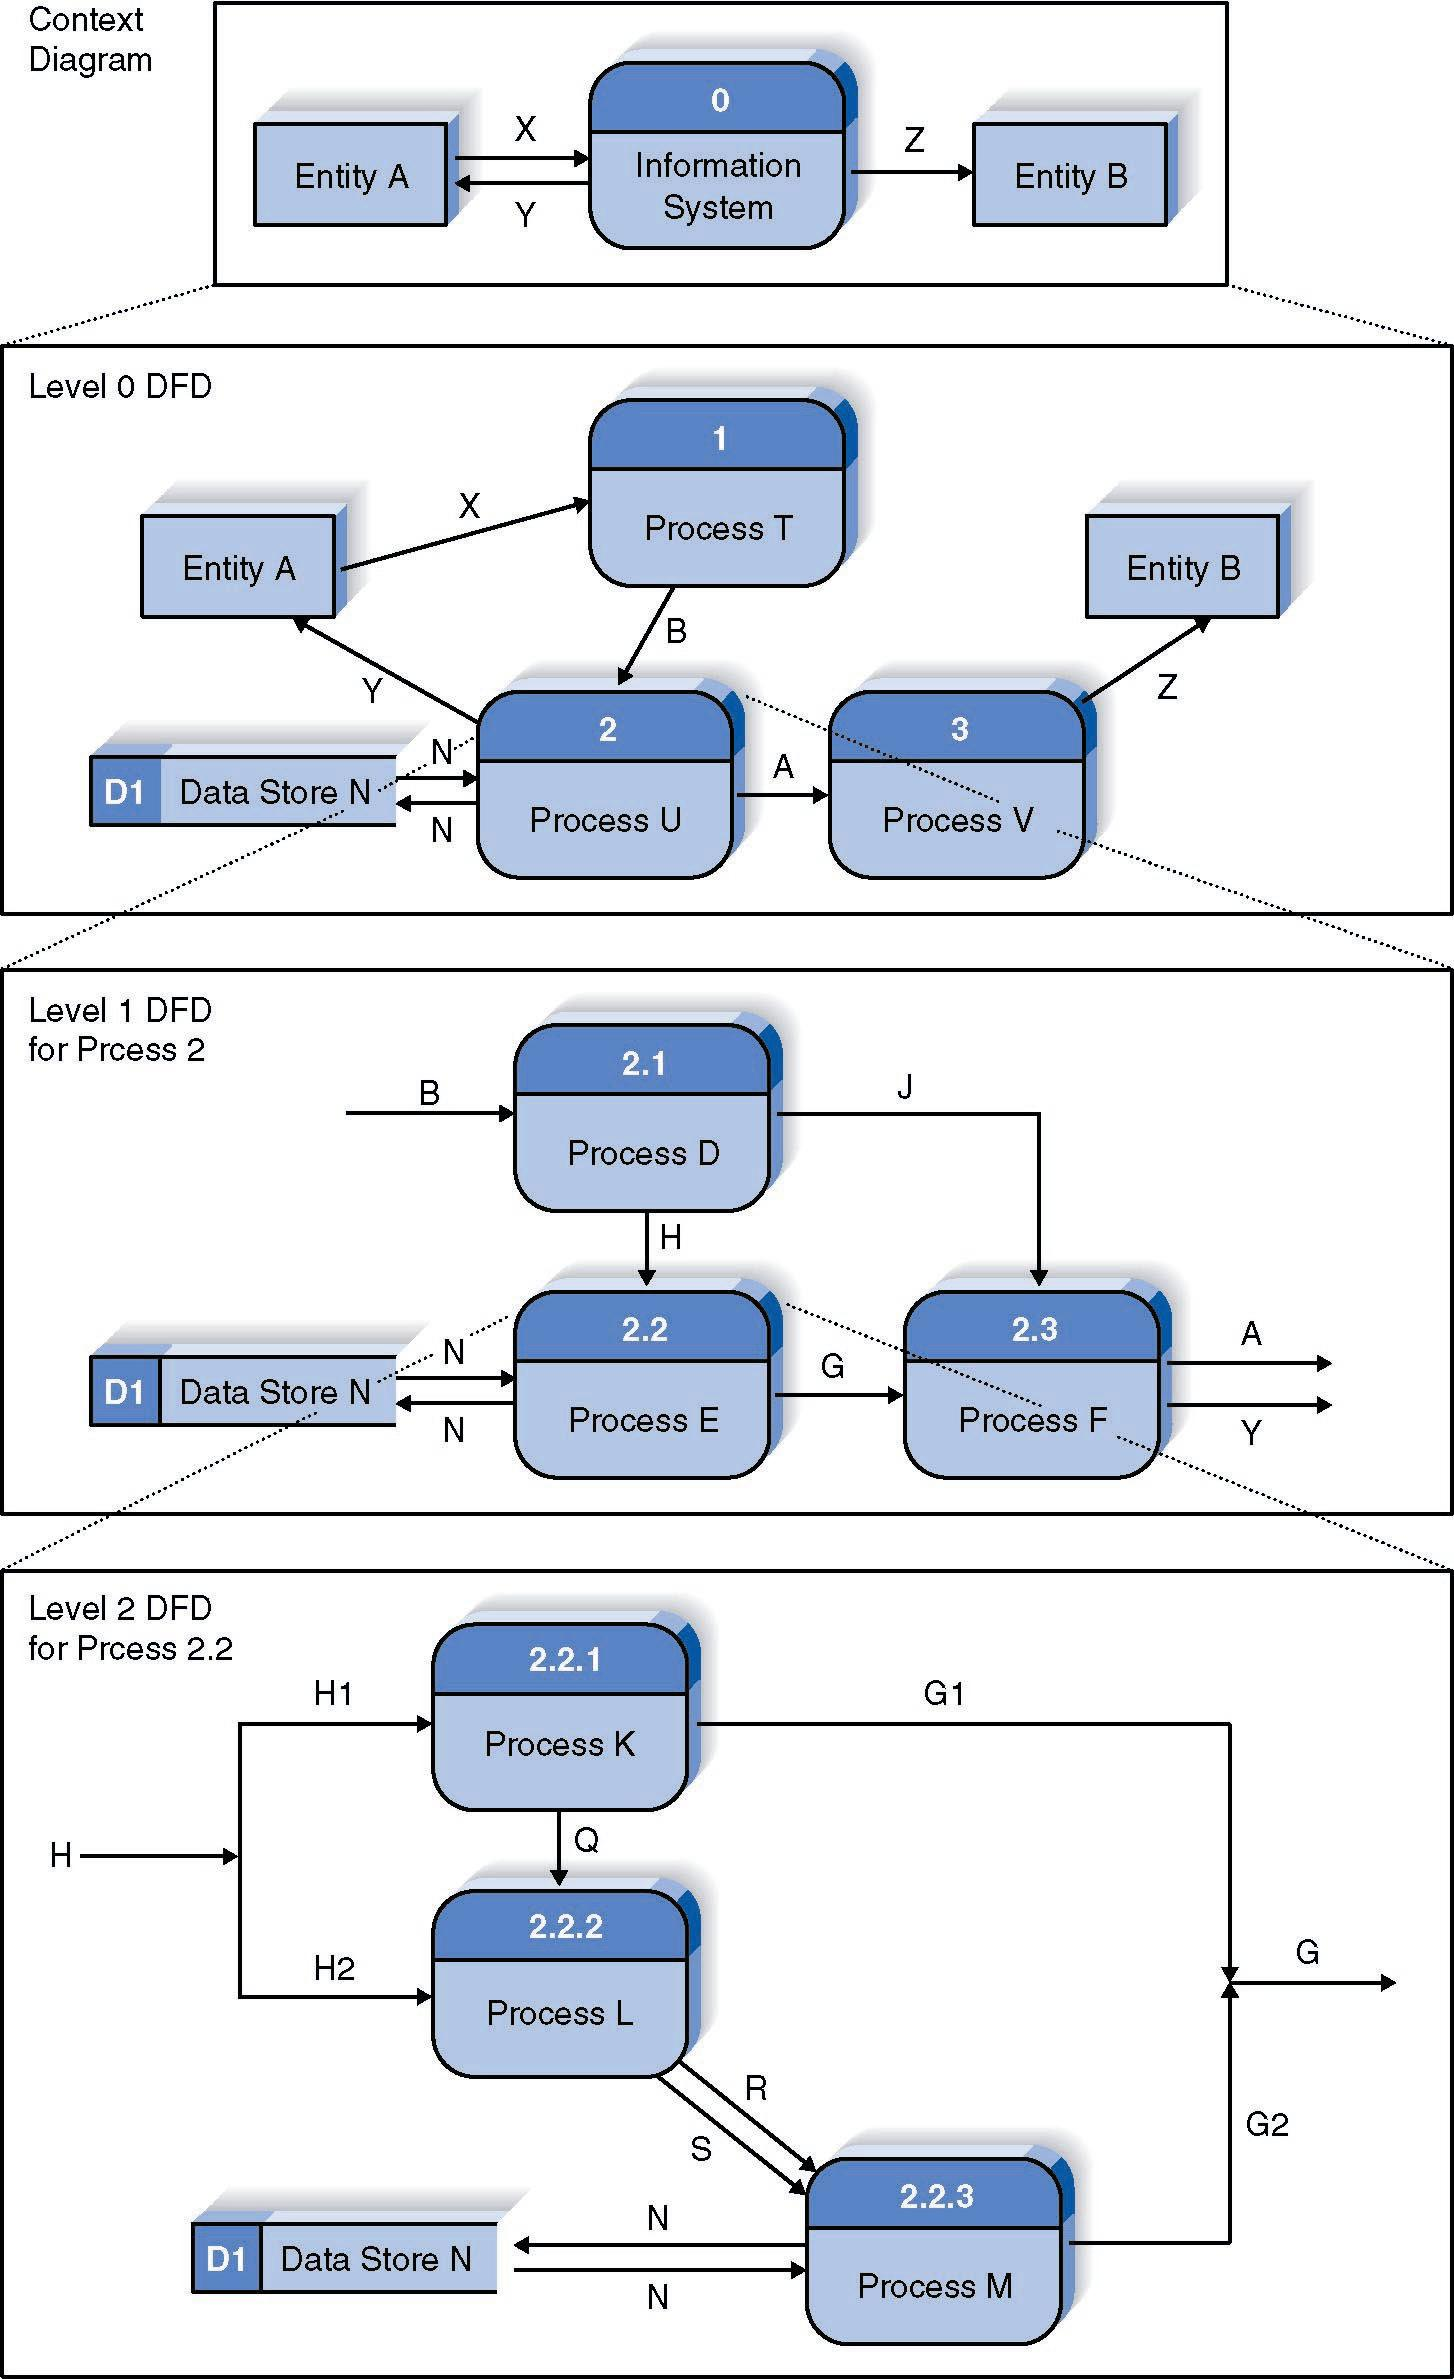 Context
Diagram
0
X
Z
Entity A
Information
System
Entity B
Y
Level 0 DFD
1
X
Process T
Entity A
Entity B
B
Y
Z
2
3
N
A
D1 Data Store N
Process U
Process V
N
Level 1 DFD
for Prcess 2
2.1
B
J
Process D
H
2.2
2.3
A
N
G
D1 Data Store N
Process E
Process F
N
Y
Level 2 DFD
for Prcess 2.2
2.2.1
H1
G1
Process K
Q
H
2.2.2
G
H2
Process L
R
G2
S
2.2.3
N
D1 Data Store N
Process M
N